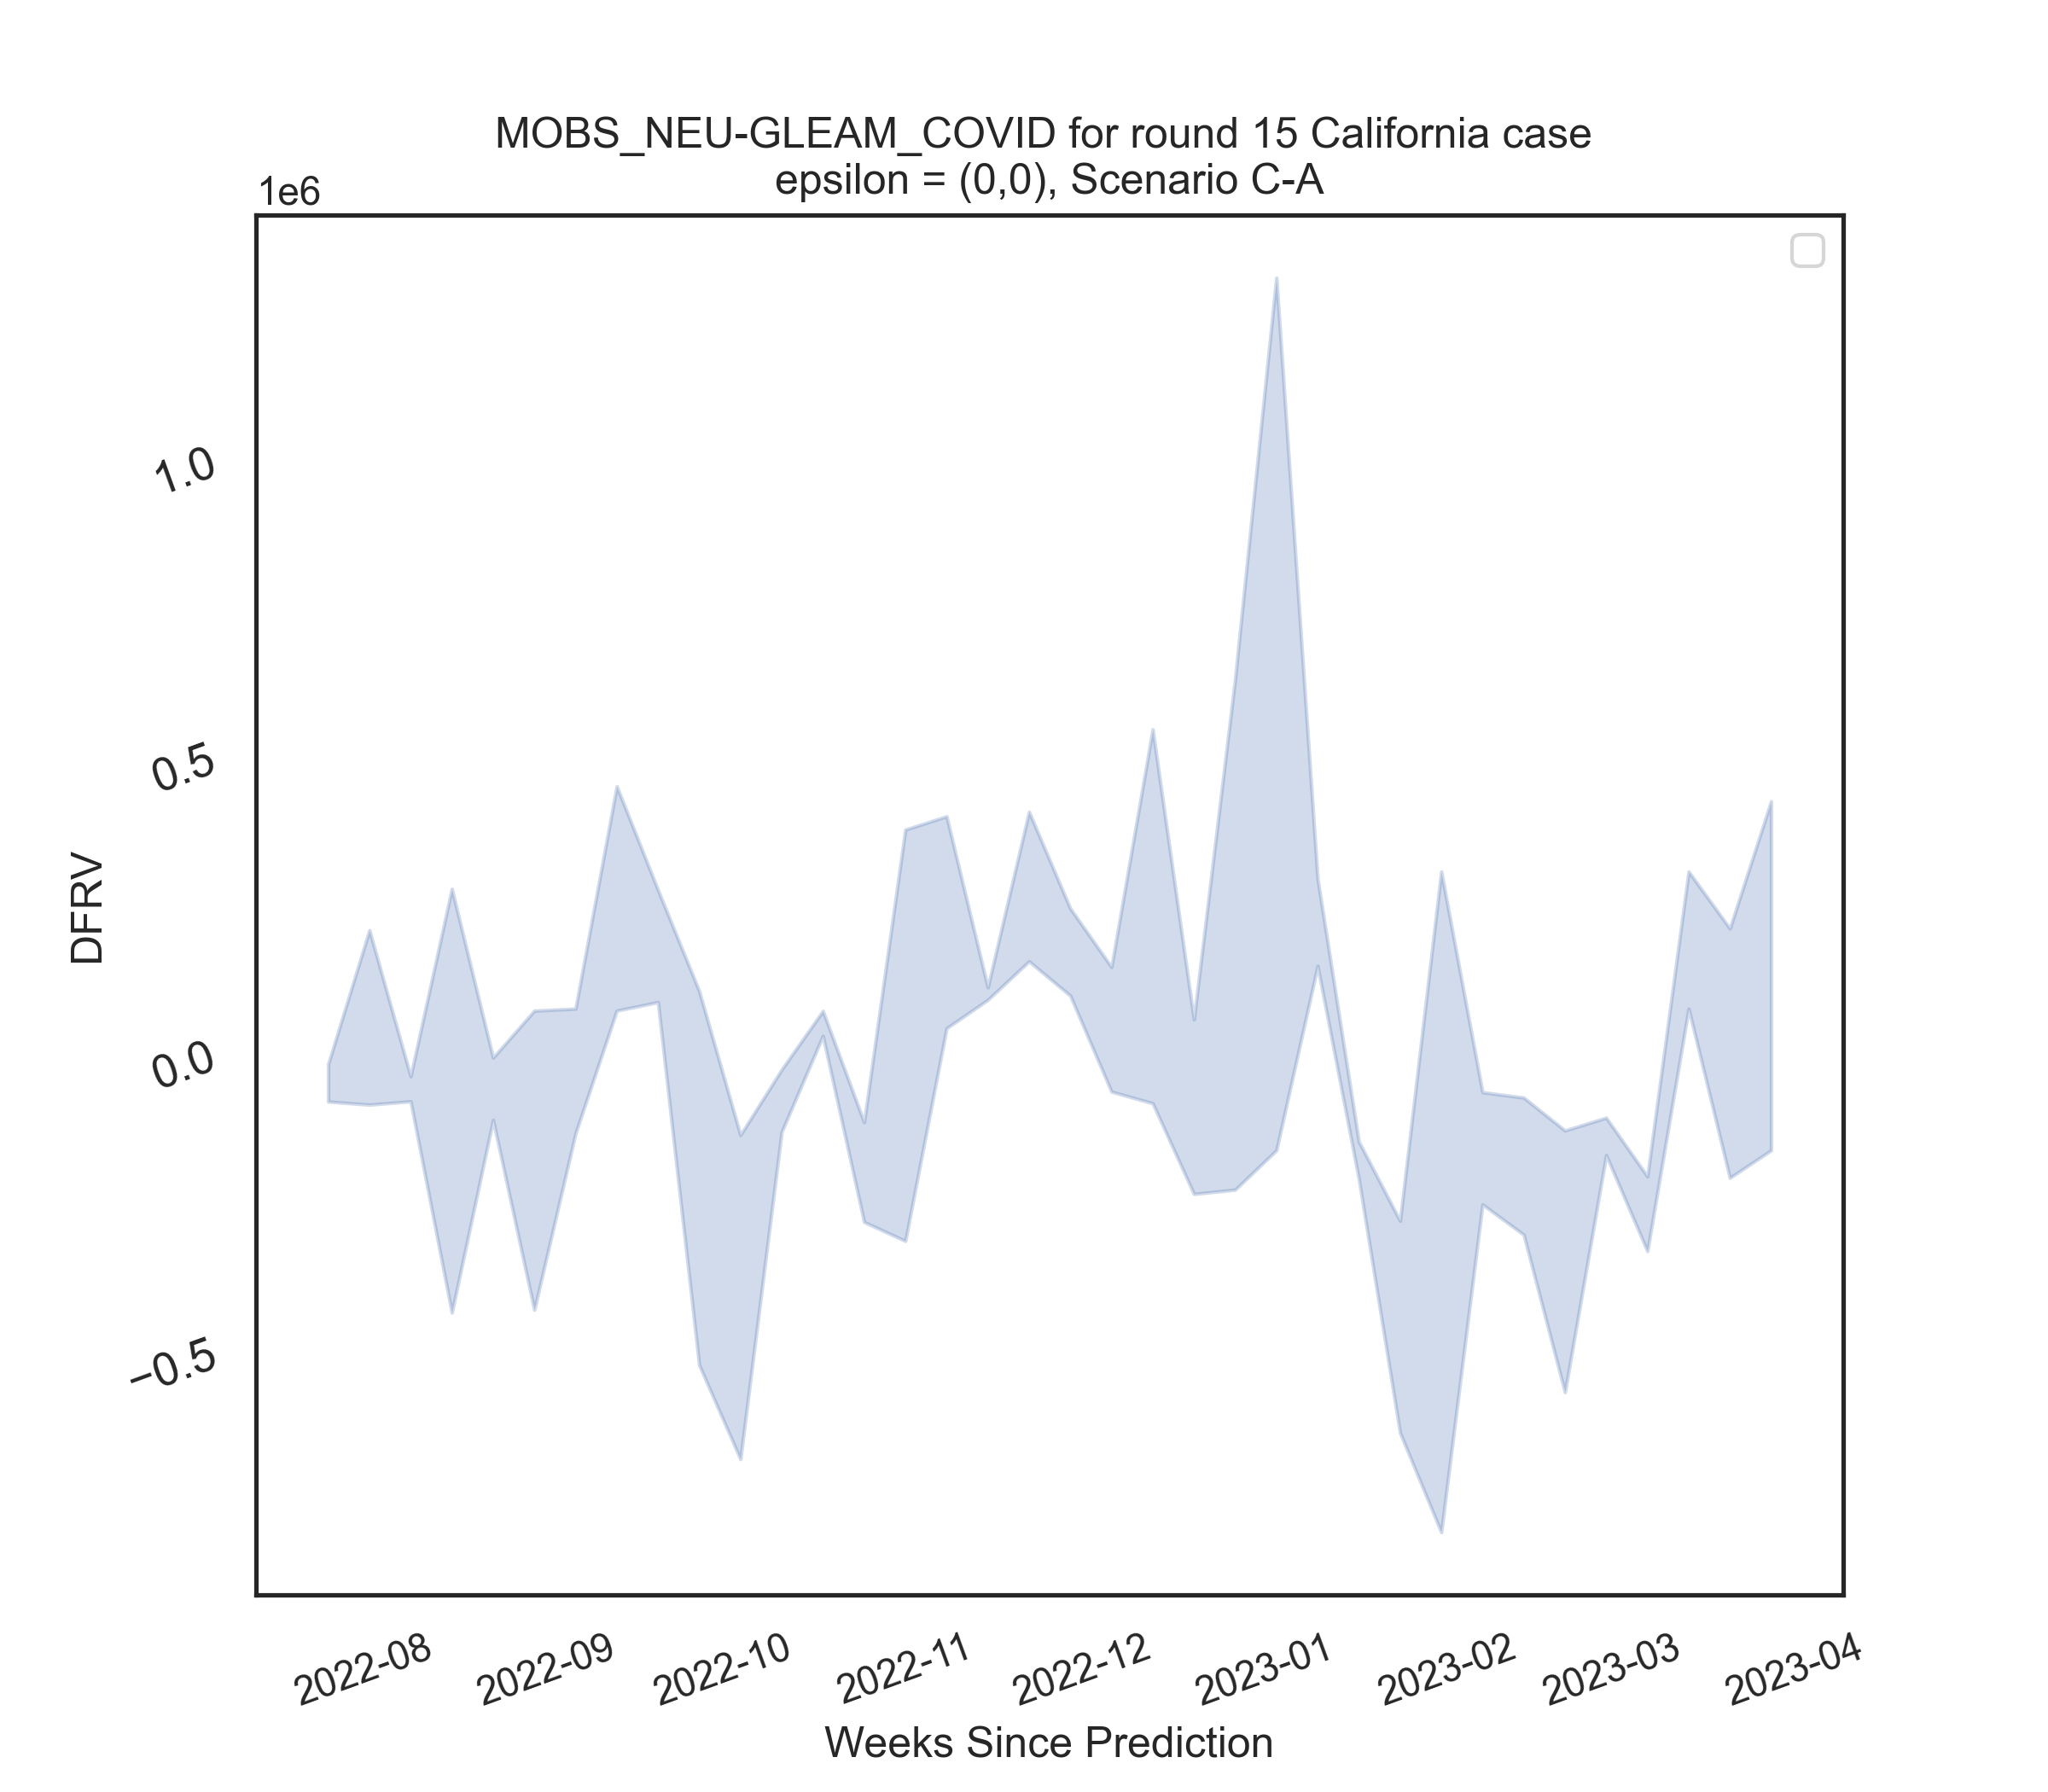 MOBS_NEU-GLEAM_COVID for round 15 California case
epsilon = (0,0), Scenario C-A
1e6
1.0
0.5
0.0
−0.5
DFRV
2022-08
2022-09
2022-10
2022-11
2022-12
2023-01
2023-02
2023-03
2023-04
Weeks Since Prediction